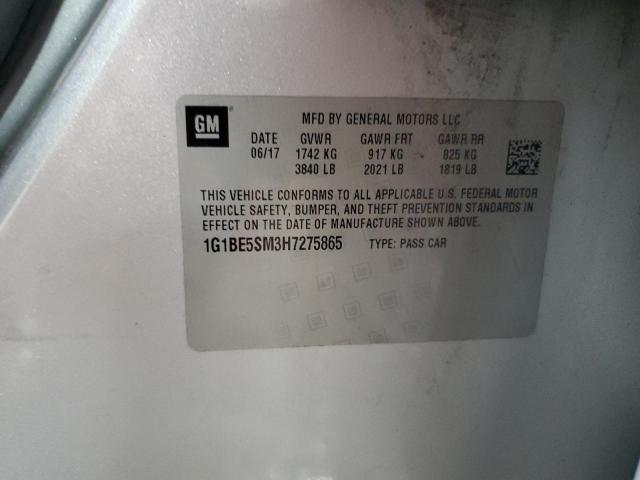 GM
MFD BY GENERAL MOTORS LLC
DATE GVWR GAWR FRT GAWR RR
06/17 1742 KG 917 KG 825 KG
3840 LB 2021 LB 1819 LB
THIS VEHICLE CONFORMS TO ALL APPLICABLE U.S. FEDERAL MOTOR
VEHICLE SAFETY, BUMPER, AND THEFT PREVENTION STANDARDS IN
EFFECT ON THE DATE OF MANUFACTURE SHOWN ABOVE.
1G1BE5SM3H7275865 TYPE: PASS CAR